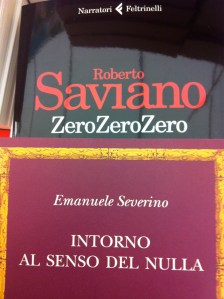 Narratori Feltrinelli
Roberto
Saviano
ZeroZeroZero
Emanuele Severino
INTORNO
AL SENSO DEL NULLA